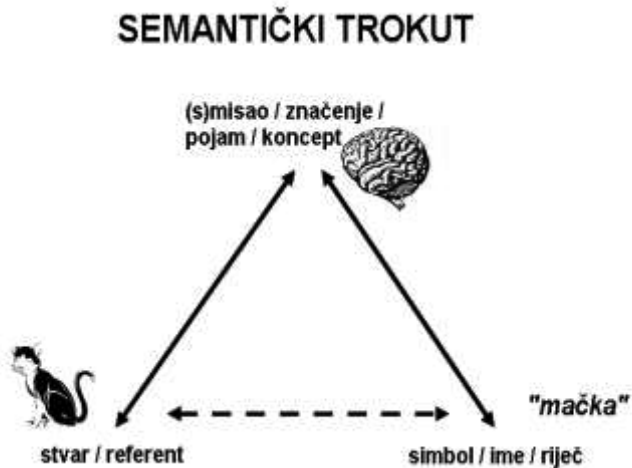 SEMANTIČKI TROKUT
(s)misao / značenje /
pojam / koncept
"mačka"
stvar / referent
simbol / ime / riječ